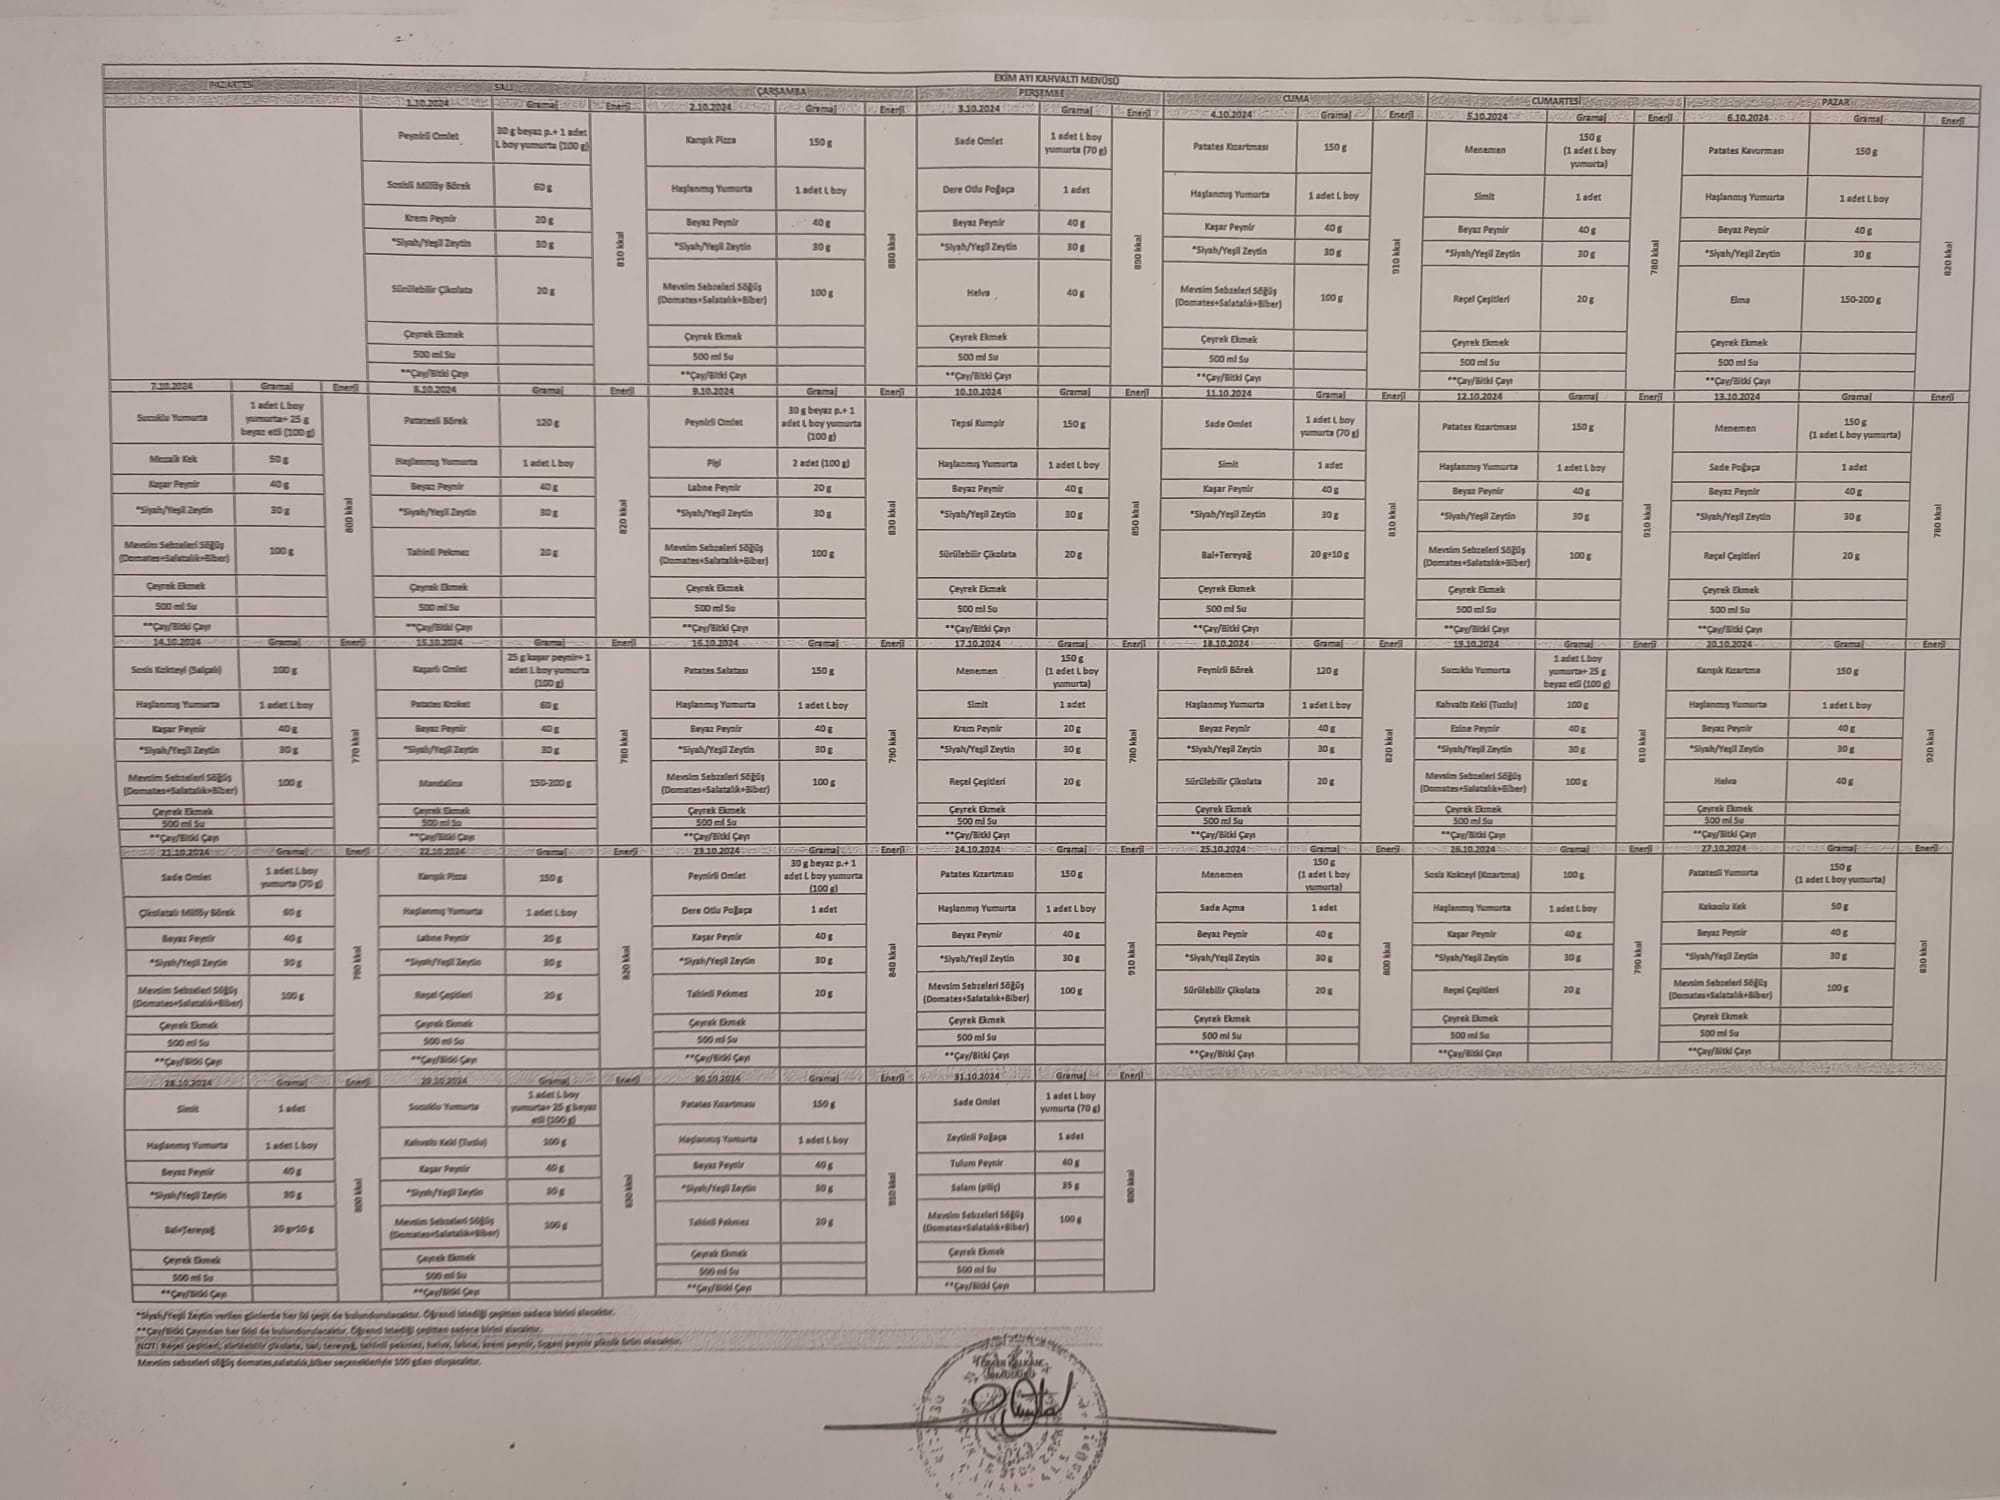 EKİM AYI KAHVALTI MENÜSÜ
PAZARTESİ SALI ÇARŞAMBA PERŞEMBE CUMA CUMARTESİ PAZAR
1.10.2024 Gramaj Enerji
Peynirli Omlet 30 g beyaz p.+ 1 adet L boy yumurta (100 g)
Sosisli Milföy Börek 60 g
Krem Peynir 20 g
*Siyah/Yeşil Zeytin 30 g
Sürülebilir Çikolata 20 g
Çeyrek Ekmek
500 ml Su
**Çay/Bitki Çayı
810 kkal
2.10.2024 Gramaj Enerji
Karışık Pizza 150 g
Haşlanmış Yumurta 1 adet L boy
Beyaz Peynir 40 g
*Siyah/Yeşil Zeytin 30 g
Mevsim Sebzeleri Söğüş (Domates+Salatalık+Biber) 100 g
Çeyrek Ekmek
500 ml Su
**Çay/Bitki Çayı
880 kkal
3.10.2024 Gramaj Enerji
Sade Omlet 1 adet L boy yumurta (70 g)
Dere Otlu Poğaça 1 adet
Beyaz Peynir 40 g
*Siyah/Yeşil Zeytin 30 g
Helva 40 g
Çeyrek Ekmek
500 ml Su
**Çay/Bitki Çayı
890 kkal
4.10.2024 Gramaj Enerji
Patates Kızartması 150 g
Haşlanmış Yumurta 1 adet L boy
Kaşar Peynir 40 g
*Siyah/Yeşil Zeytin 30 g
Mevsim Sebzeleri Söğüş (Domates+Salatalık+Biber) 100 g
Çeyrek Ekmek
500 ml Su
**Çay/Bitki Çayı
910 kkal
5.10.2024 Gramaj Enerji
Menemen 150 g (1 adet L boy yumurta)
Simit 1 adet
Beyaz Peynir 40 g
*Siyah/Yeşil Zeytin 30 g
Reçel Çeşitleri 20 g
Çeyrek Ekmek
500 ml Su
**Çay/Bitki Çayı
780 kkal
6.10.2024 Gramaj Enerji
Patates Kavurması 150 g
Haşlanmış Yumurta 1 adet L boy
Beyaz Peynir 40 g
*Siyah/Yeşil Zeytin 30 g
Elma 150-200 g
Çeyrek Ekmek
500 ml Su
**Çay/Bitki Çayı
820 kkal
7.10.2024 Gramaj Enerji
Sucuklu Yumurta 1 adet L boy yumurta+ 25 g beyaz etli (100 g)
Mozaik Kek 50 g
Kaşar Peynir 40 g
*Siyah/Yeşil Zeytin 30 g
Mevsim Sebzeleri Söğüş (Domates+Salatalık+Biber) 100 g
Çeyrek Ekmek
500 ml Su
**Çay/Bitki Çayı
800 kkal
8.10.2024 Gramaj Enerji
Patatesli Börek 120 g
Haşlanmış Yumurta 1 adet L boy
Beyaz Peynir 40 g
*Siyah/Yeşil Zeytin 30 g
Tahinli Pekmez 20 g
Çeyrek Ekmek
500 ml Su
**Çay/Bitki Çayı
820 kkal
9.10.2024 Gramaj Enerji
Peynirli Omlet 30 g beyaz p.+ 1 adet L boy yumurta (100 g)
Pişi 2 adet (100 g)
Labne Peynir 20 g
*Siyah/Yeşil Zeytin 30 g
Mevsim Sebzeleri Söğüş (Domates+Salatalık+Biber) 100 g
Çeyrek Ekmek
500 ml Su
**Çay/Bitki Çayı
830 kkal
10.10.2024 Gramaj Enerji
Tepsi Kumpir 150 g
Haşlanmış Yumurta 1 adet L boy
Beyaz Peynir 40 g
*Siyah/Yeşil Zeytin 30 g
Sürülebilir Çikolata 20 g
Çeyrek Ekmek
500 ml Su
**Çay/Bitki Çayı
850 kkal
11.10.2024 Gramaj Enerji
Sade Omlet 1 adet L boy yumurta (70 g)
Simit 1 adet
Kaşar Peynir 40 g
*Siyah/Yeşil Zeytin 30 g
Bal+Tereyağ 20 g+10 g
Çeyrek Ekmek
500 ml Su
**Çay/Bitki Çayı
810 kkal
12.10.2024 Gramaj Enerji
Patates Kızartması 150 g
Haşlanmış Yumurta 1 adet L boy
Beyaz Peynir 40 g
*Siyah/Yeşil Zeytin 30 g
Mevsim Sebzeleri Söğüş (Domates+Salatalık+Biber) 100 g
Çeyrek Ekmek
500 ml Su
**Çay/Bitki Çayı
910 kkal
13.10.2024 Gramaj Enerji
Menemen 150 g (1 adet L boy yumurta)
Sade Poğaça 1 adet
Beyaz Peynir 40 g
*Siyah/Yeşil Zeytin 30 g
Reçel Çeşitleri 20 g
Çeyrek Ekmek
500 ml Su
**Çay/Bitki Çayı
780 kkal
14.10.2024 Gramaj Enerji
Sosis Kokteyl (Salçalı) 100 g
Haşlanmış Yumurta 1 adet L boy
Kaşar Peynir 40 g
*Siyah/Yeşil Zeytin 30 g
Mevsim Sebzeleri Söğüş (Domates+Salatalık+Biber) 100 g
Çeyrek Ekmek
500 ml Su
**Çay/Bitki Çayı
770 kkal
15.10.2024 Gramaj Enerji
Kaşarlı Omlet 25 g kaşar peynir+ 1 adet L boy yumurta (100 g)
Patates Kroket 60 g
Beyaz Peynir 40 g
*Siyah/Yeşil Zeytin 30 g
Mandalina 150-200 g
Çeyrek Ekmek
500 ml Su
**Çay/Bitki Çayı
780 kkal
16.10.2024 Gramaj Enerji
Patates Salatası 150 g
Haşlanmış Yumurta 1 adet L boy
Beyaz Peynir 40 g
*Siyah/Yeşil Zeytin 30 g
Mevsim Sebzeleri Söğüş (Domates+Salatalık+Biber) 100 g
Çeyrek Ekmek
500 ml Su
**Çay/Bitki Çayı
790 kkal
17.10.2024 Gramaj Enerji
Menemen 150 g (1 adet L boy yumurta)
Simit 1 adet
Krem Peynir 20 g
*Siyah/Yeşil Zeytin 30 g
Reçel Çeşitleri 20 g
Çeyrek Ekmek
500 ml Su
**Çay/Bitki Çayı
780 kkal
18.10.2024 Gramaj Enerji
Peynirli Börek 120 g
Haşlanmış Yumurta 1 adet L boy
Beyaz Peynir 40 g
*Siyah/Yeşil Zeytin 30 g
Sürülebilir Çikolata 20 g
Çeyrek Ekmek
500 ml Su
**Çay/Bitki Çayı
820 kkal
19.10.2024 Gramaj Enerji
Sucuklu Yumurta 1 adet L boy yumurta+ 25 g beyaz etli (100 g)
Kahvaltı Keki (Tuzlu) 100 g
Ezine Peynir 40 g
*Siyah/Yeşil Zeytin 30 g
Mevsim Sebzeleri Söğüş (Domates+Salatalık+Biber) 100 g
Çeyrek Ekmek
500 ml Su
**Çay/Bitki Çayı
810 kkal
20.10.2024 Gramaj Enerji
Karışık Kızartma 150 g
Haşlanmış Yumurta 1 adet L boy
Beyaz Peynir 40 g
*Siyah/Yeşil Zeytin 30 g
Helva 40 g
Çeyrek Ekmek
500 ml Su
**Çay/Bitki Çayı
920 kkal
21.10.2024 Gramaj Enerji
Sade Omlet 1 adet L boy yumurta (70 g)
Çikolatalı Milföy Börek 60 g
Beyaz Peynir 40 g
*Siyah/Yeşil Zeytin 30 g
Mevsim Sebzeleri Söğüş (Domates+Salatalık+Biber) 100 g
Çeyrek Ekmek
500 ml Su
**Çay/Bitki Çayı
790 kkal
22.10.2024 Gramaj Enerji
Karışık Pizza 150 g
Haşlanmış Yumurta 1 adet L boy
Labne Peynir 20 g
*Siyah/Yeşil Zeytin 30 g
Reçel Çeşitleri 20 g
Çeyrek Ekmek
500 ml Su
**Çay/Bitki Çayı
820 kkal
23.10.2024 Gramaj Enerji
Peynirli Omlet 30 g beyaz p.+ 1 adet L boy yumurta (100 g)
Dere Otlu Poğaça 1 adet
Kaşar Peynir 40 g
*Siyah/Yeşil Zeytin 30 g
Tahinli Pekmez 20 g
Çeyrek Ekmek
500 ml Su
**Çay/Bitki Çayı
840 kkal
24.10.2024 Gramaj Enerji
Patates Kızartması 150 g
Haşlanmış Yumurta 1 adet L boy
Beyaz Peynir 40 g
*Siyah/Yeşil Zeytin 30 g
Mevsim Sebzeleri Söğüş (Domates+Salatalık+Biber) 100 g
Çeyrek Ekmek
500 ml Su
**Çay/Bitki Çayı
910 kkal
25.10.2024 Gramaj Enerji
Menemen 150 g (1 adet L boy yumurta)
Sade Açma 1 adet
Beyaz Peynir 40 g
*Siyah/Yeşil Zeytin 30 g
Sürülebilir Çikolata 20 g
Çeyrek Ekmek
500 ml Su
**Çay/Bitki Çayı
800 kkal
26.10.2024 Gramaj Enerji
Sosis Kokteyl (Kızartma) 100 g
Haşlanmış Yumurta 1 adet L boy
Kaşar Peynir 40 g
*Siyah/Yeşil Zeytin 30 g
Reçel Çeşitleri 20 g
Çeyrek Ekmek
500 ml Su
**Çay/Bitki Çayı
790 kkal
27.10.2024 Gramaj Enerji
Patatesli Yumurta 150 g (1 adet L boy yumurta)
Kakaolu Kek 50 g
Beyaz Peynir 40 g
*Siyah/Yeşil Zeytin 30 g
Mevsim Sebzeleri Söğüş (Domates+Salatalık+Biber) 100 g
Çeyrek Ekmek
500 ml Su
**Çay/Bitki Çayı
830 kkal
28.10.2024 Gramaj Enerji
Simit 1 adet
Haşlanmış Yumurta 1 adet L boy
Beyaz Peynir 40 g
*Siyah/Yeşil Zeytin 30 g
Bal+Tereyağ 20 g+10 g
Çeyrek Ekmek
500 ml Su
**Çay/Bitki Çayı
800 kkal
29.10.2024 Gramaj Enerji
Sucuklu Yumurta 1 adet L boy yumurta+ 25 g beyaz etli (100 g)
Kahvaltı Keki (Tuzlu) 100 g
Kaşar Peynir 40 g
*Siyah/Yeşil Zeytin 30 g
Mevsim Sebzeleri Söğüş (Domates+Salatalık+Biber) 100 g
Çeyrek Ekmek
500 ml Su
**Çay/Bitki Çayı
830 kkal
30.10.2024 Gramaj Enerji
Patates Kızartması 150 g
Haşlanmış Yumurta 1 adet L boy
Beyaz Peynir 40 g
*Siyah/Yeşil Zeytin 30 g
Tahinli Pekmez 20 g
Çeyrek Ekmek
500 ml Su
**Çay/Bitki Çayı
910 kkal
31.10.2024 Gramaj Enerji
Sade Omlet 1 adet L boy yumurta (70 g)
Zeytinli Poğaça 1 adet
Tulum Peynir 40 g
Salam (piliç) 35 g
Mevsim Sebzeleri Söğüş (Domates+Salatalık+Biber) 100 g
Çeyrek Ekmek
500 ml Su
**Çay/Bitki Çayı
800 kkal
*Siyah/Yeşil Zeytin verilen günlerde her iki çeşit de bulundurulacaktır. Öğrenci istediği çeşitten sadece birini alacaktır.
**Çay/Bitki Çayından her ikisi de bulundurulacaktır. Öğrenci istediği çeşitten sadece birini alacaktır.
NOT: Reçel çeşitleri, sürülebilir çikolata, bal, tereyağ, tahinli pekmez, helva, labne, krem peynir, üçgen peynir piknik ürün olacaktır.
Mevsim sebzeleri söğüş domates,salatalık,biber seçenekleriyle 100 gdan oluşacaktır.